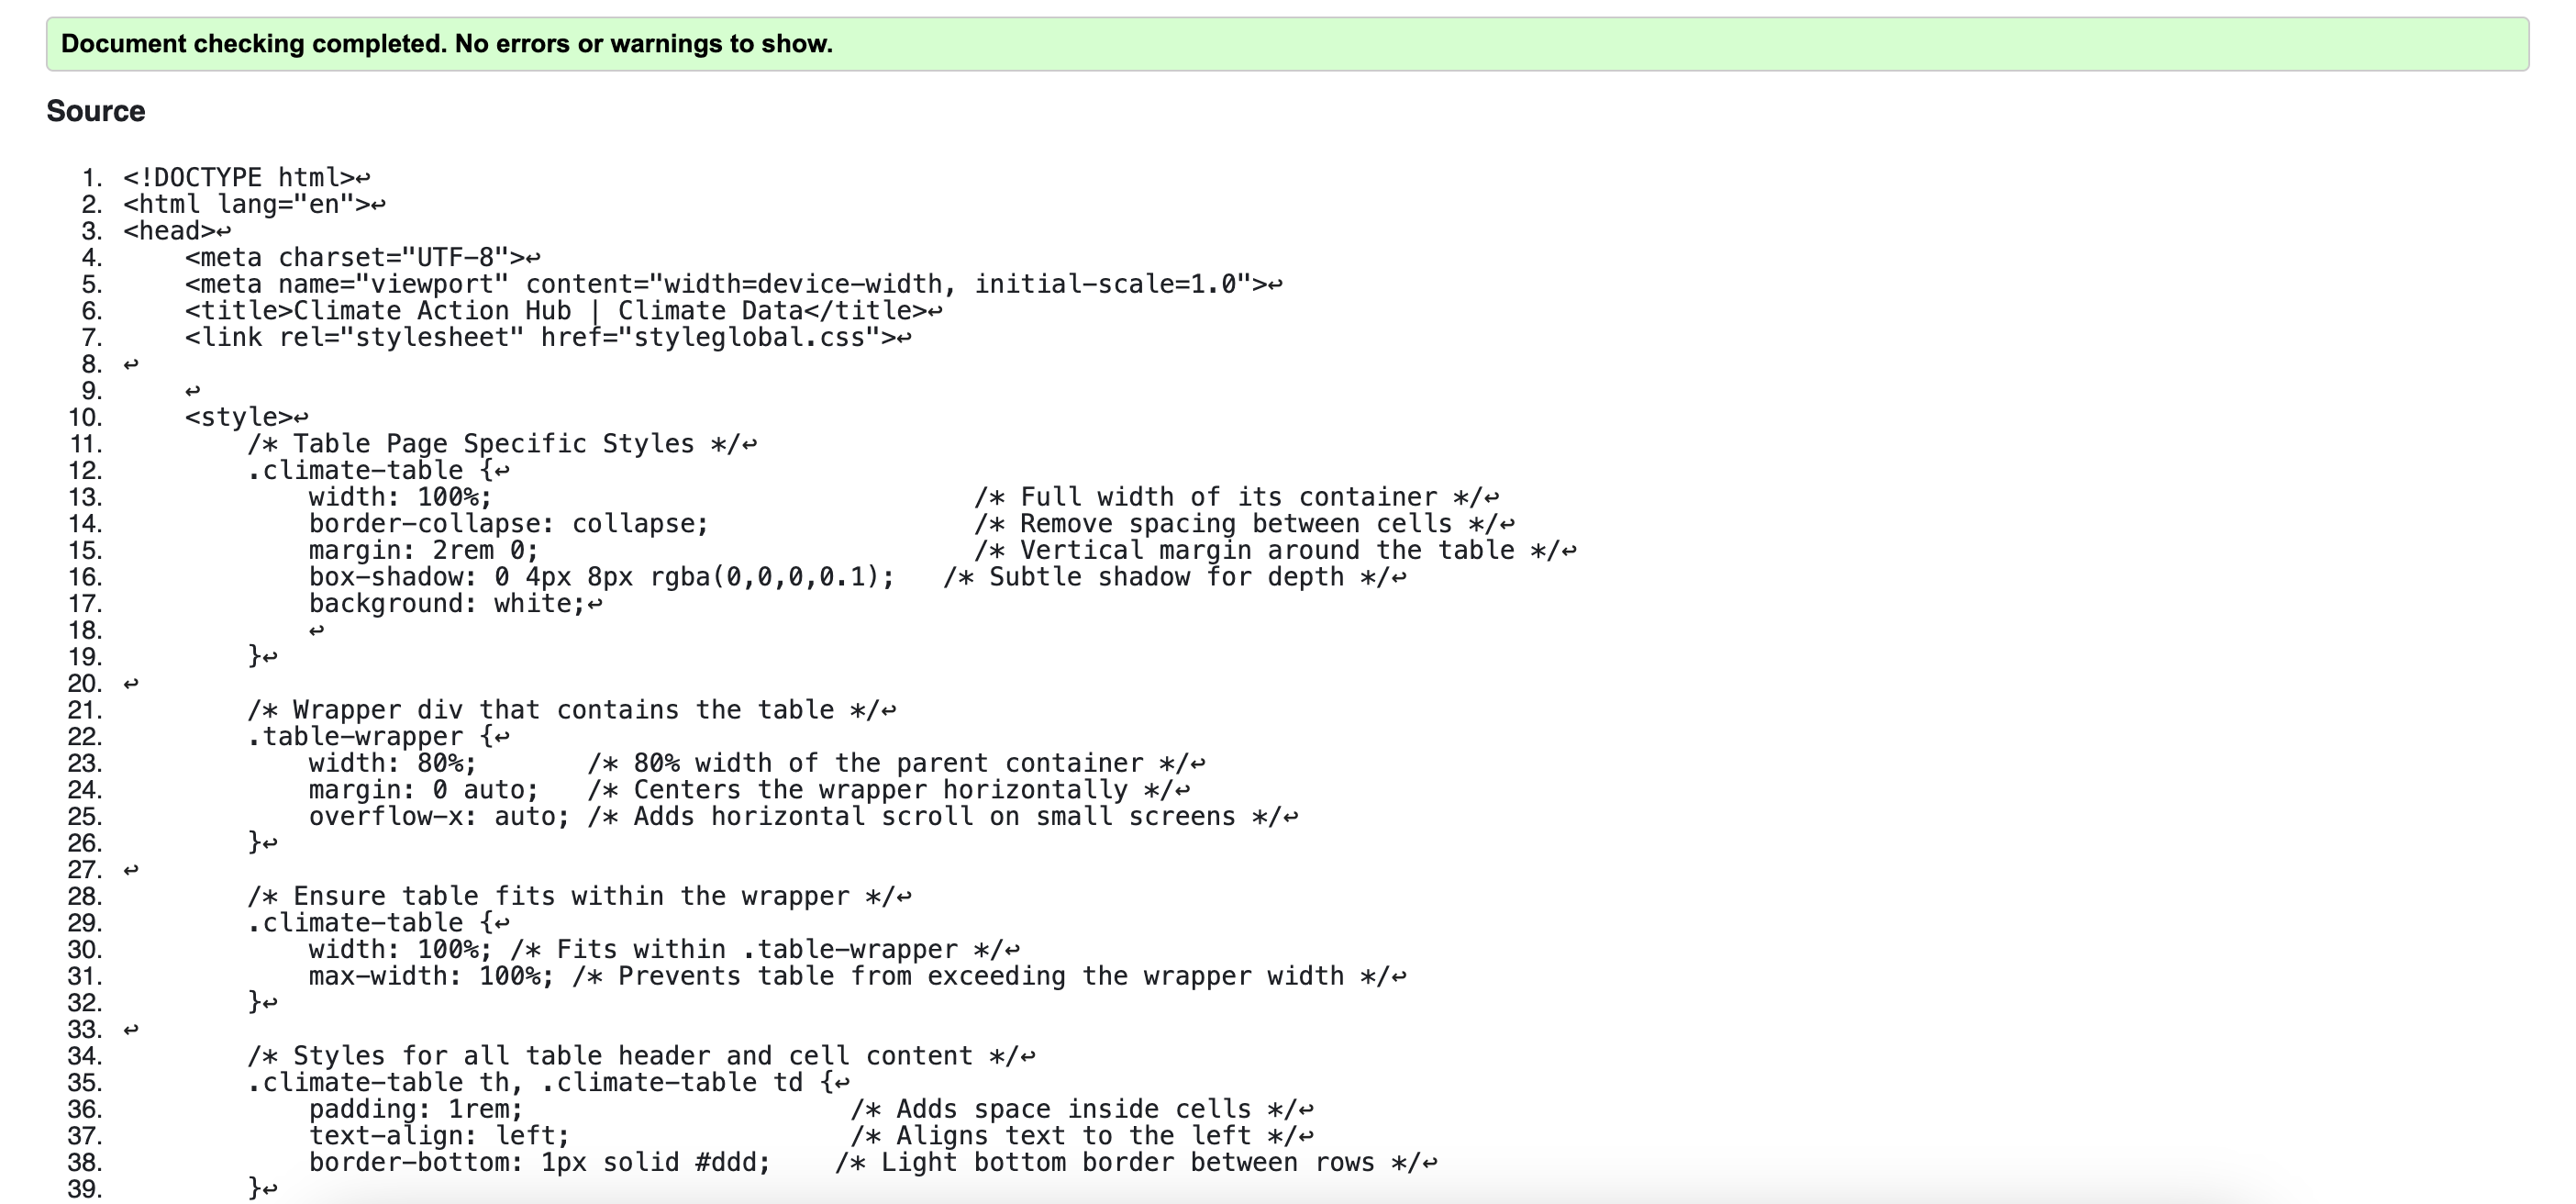 Document checking completed. No errors or warnings to show.
Source
1. <!DOCTYPE html>↩
2. <html lang="en">↩
3. <head>↩
4.     <meta charset="UTF-8">↩
5.     <meta name="viewport" content="width=device-width, initial-scale=1.0">↩
6.     <title>Climate Action Hub | Climate Data</title>↩
7.     <link rel="stylesheet" href="styleglobal.css">↩
8. ↩
9.     ↩
10.     <style>↩
11.         /* Table Page Specific Styles */↩
12.         .climate-table {↩
13.             width: 100%;                               /* Full width of its container */↩
14.             border-collapse: collapse;                 /* Remove spacing between cells */↩
15.             margin: 2rem 0;                            /* Vertical margin around the table */↩
16.             box-shadow: 0 4px 8px rgba(0,0,0,0.1);   /* Subtle shadow for depth */↩
17.             background: white;↩
18.             ↩
19.         }↩
20. ↩
21.         /* Wrapper div that contains the table */↩
22.         .table-wrapper {↩
23.             width: 80%;       /* 80% width of the parent container */↩
24.             margin: 0 auto;   /* Centers the wrapper horizontally */↩
25.             overflow-x: auto; /* Adds horizontal scroll on small screens */↩
26.         }↩
27. ↩
28.         /* Ensure table fits within the wrapper */↩
29.         .climate-table {↩
30.             width: 100%; /* Fits within .table-wrapper */↩
31.             max-width: 100%; /* Prevents table from exceeding the wrapper width */↩
32.         }↩
33. ↩
34.         /* Styles for all table header and cell content */↩
35.         .climate-table th, .climate-table td {↩
36.             padding: 1rem;                     /* Adds space inside cells */↩
37.             text-align: left;                  /* Aligns text to the left */↩
38.             border-bottom: 1px solid #ddd;    /* Light bottom border between rows */↩
39.         }↩